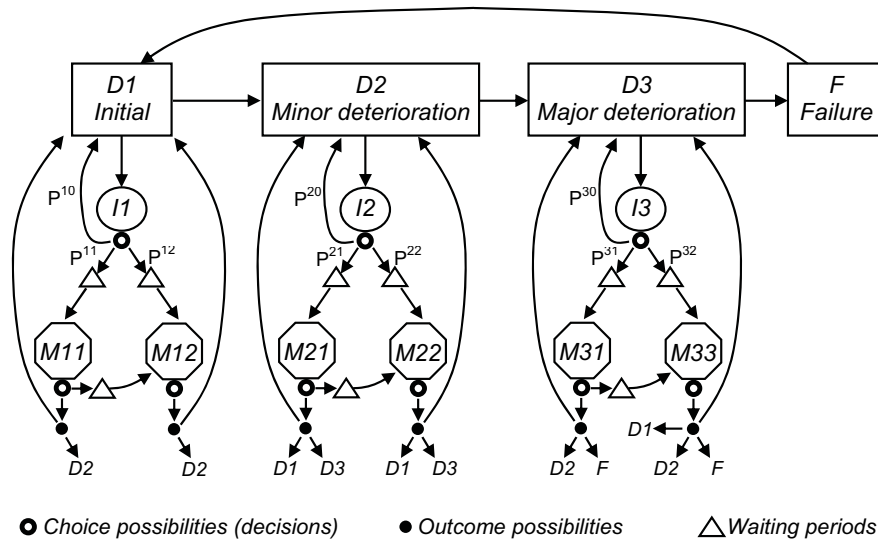 D1
Initial
D2
Minor deterioration
D3
Major deterioration
F
Failure
P¹⁰
I1
P¹¹
P¹²
P²⁰
I2
P²¹
P²²
P³⁰
I3
P³¹
P³²
M11
M12
M21
M22
M31
M33
D2
D2
D1 D3
D1 D3
D2 F
D1
D2 F
Choice possibilities (decisions)
Outcome possibilities
Waiting periods